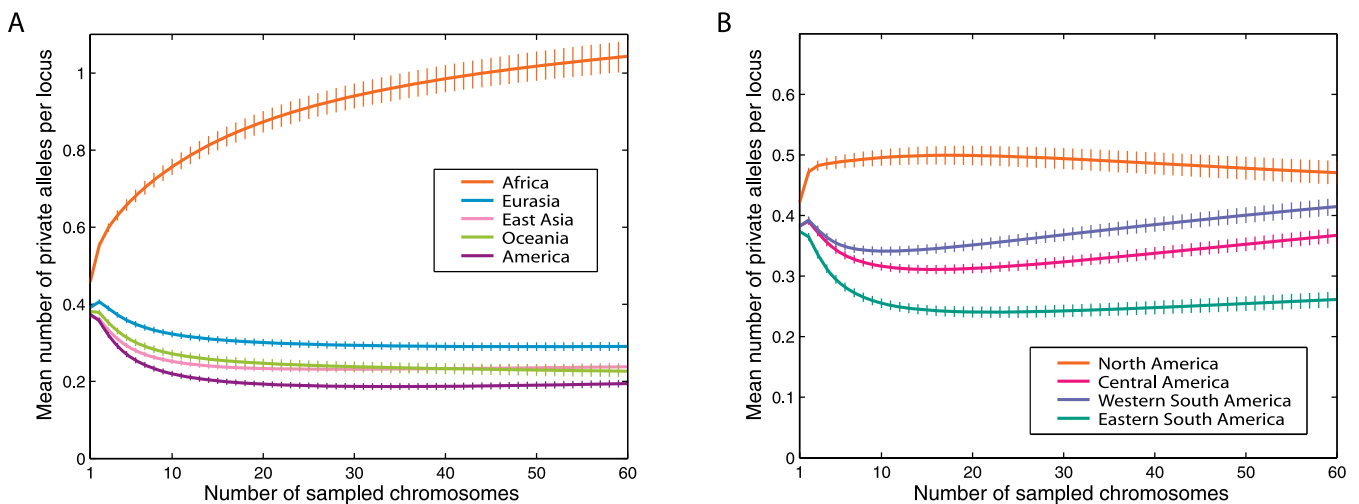 A
Mean number of private alleles per locus
1
0.8
0.6
0.4
0.2
0
1 10 20 30 40 50 60
Number of sampled chromosomes
Africa
Eurasia
East Asia
Oceania
America
B
Mean number of private alleles per locus
0.6
0.5
0.4
0.3
0.2
0.1
0
1 10 20 30 40 50 60
Number of sampled chromosomes
North America
Central America
Western South America
Eastern South America